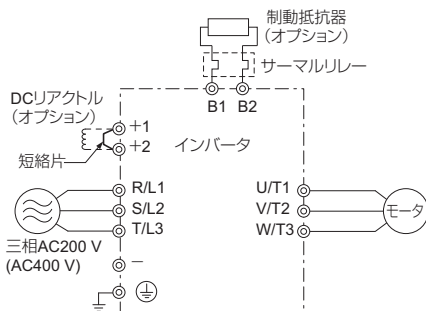 制動抵抗器
(オプション)
サーマルリレー
DCリアクトル
(オプション)
B1 B2
+1
+2
インバータ
短絡片
R/L1
S/L2
T/L3
U/T1
V/T2
W/T3
モータ
三相AC200 V
(AC400 V)
−